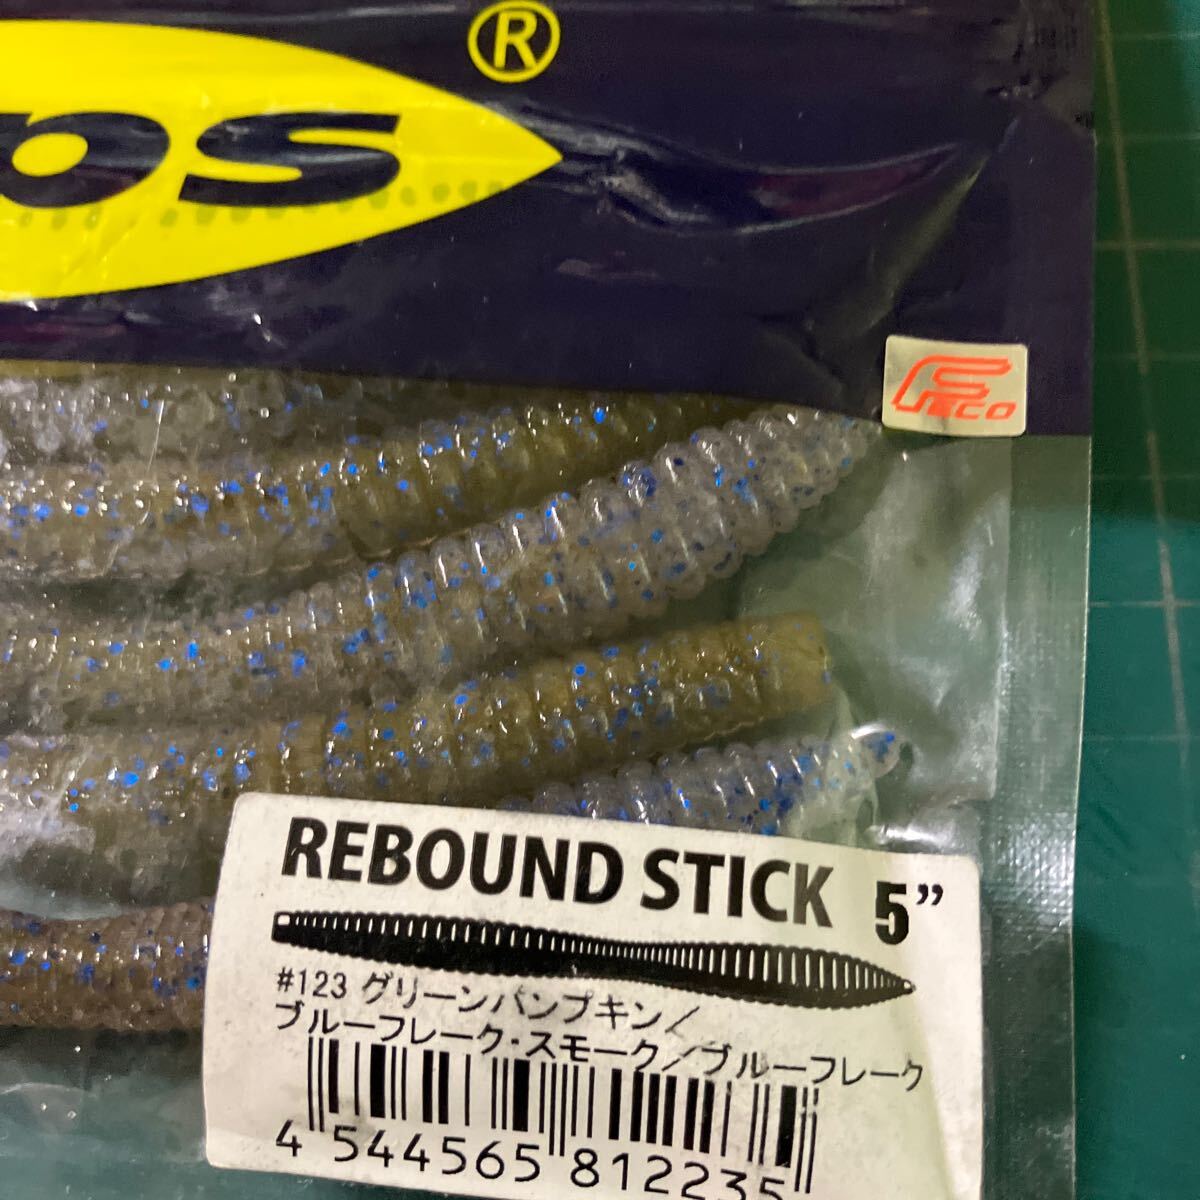 ®
ps
FECO
REBOUND STICK 5”
#123 グリーンパンプキン／
ブルーフレーク・スモーク／ブルーフレーク
4 544565 812235